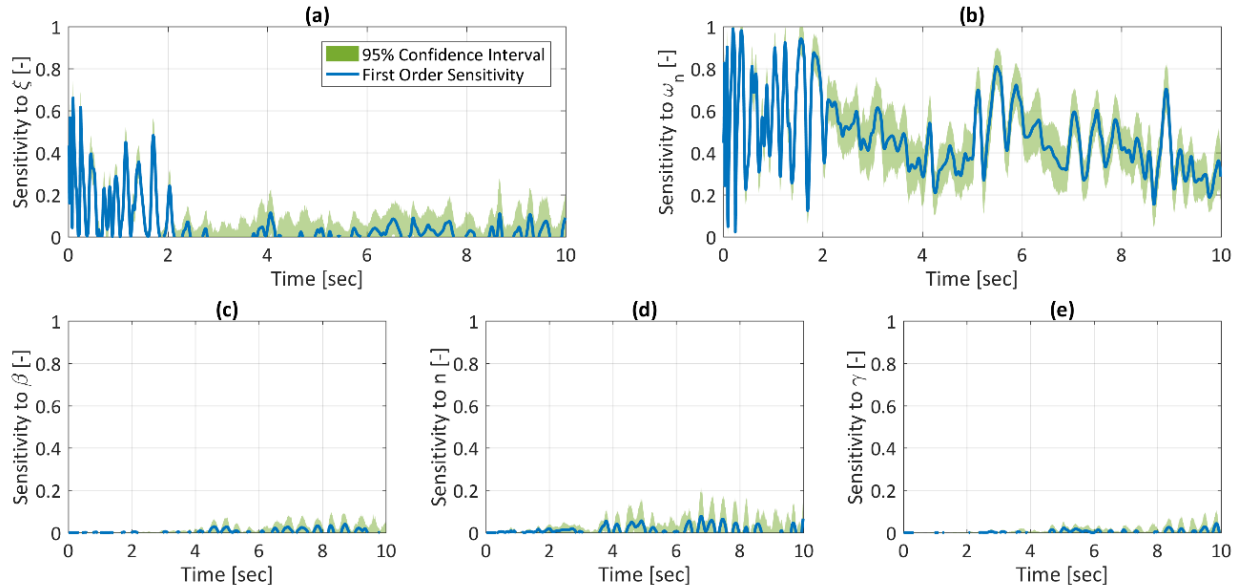 (a)
1
0.8
0.6
0.4
0.2
0
Sensitivity to ξ [-]
95% Confidence Interval
First Order Sensitivity
0 2 4 6 8 10
Time [sec]
(b)
1
0.8
0.6
0.4
0.2
0
Sensitivity to ω_n [-]
0 2 4 6 8 10
Time [sec]
(c)
1
0.8
0.6
0.4
0.2
0
Sensitivity to β [-]
0 2 4 6 8 10
Time [sec]
(d)
1
0.8
0.6
0.4
0.2
0
Sensitivity to n [-]
0 2 4 6 8 10
Time [sec]
(e)
1
0.8
0.6
0.4
0.2
0
Sensitivity to γ [-]
0 2 4 6 8 10
Time [sec]